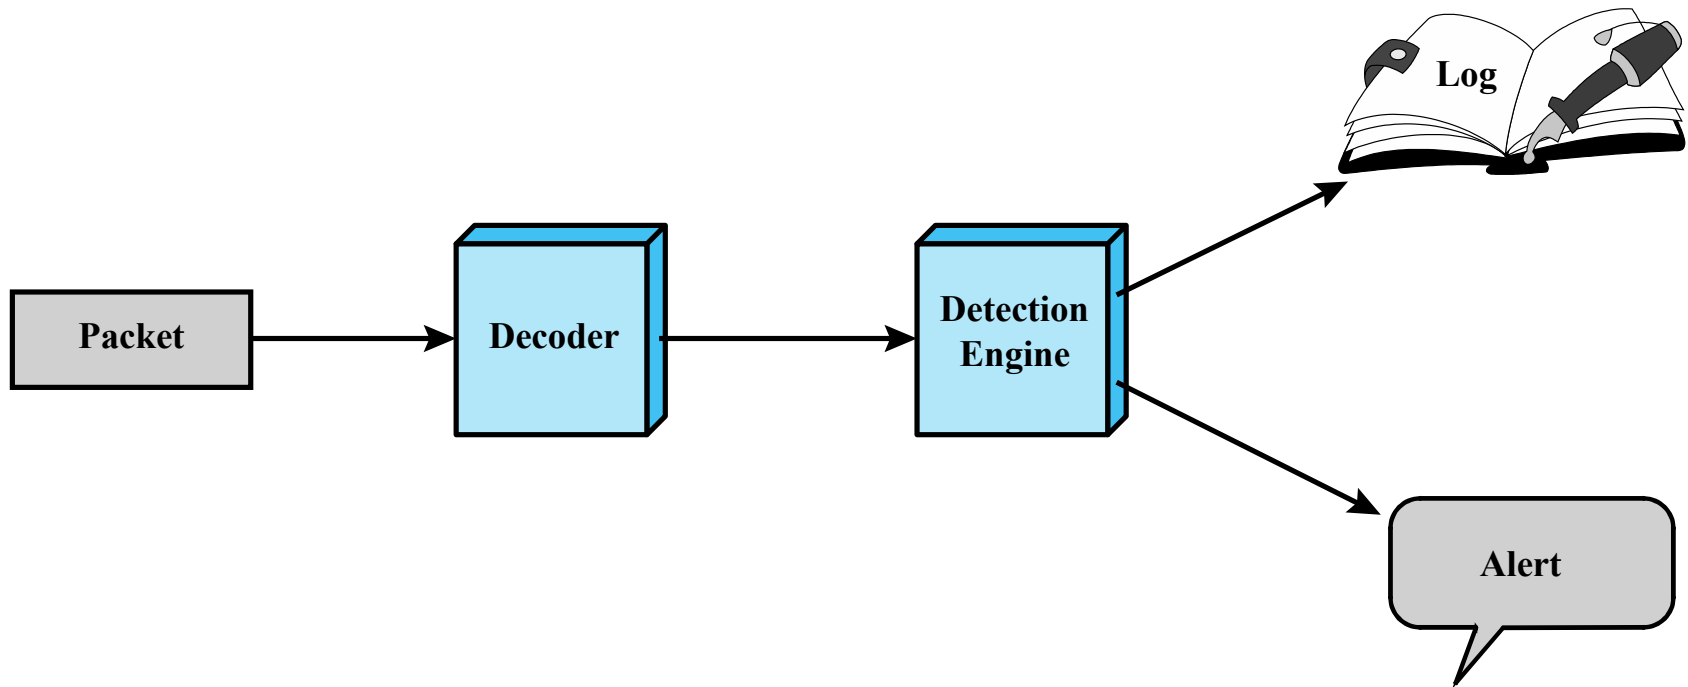 Log
Packet
Decoder
Detection
Engine
Alert